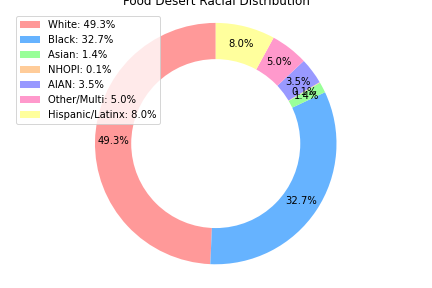 Food Desert Racial Distribution
White: 49.3%
Black: 32.7%
Asian: 1.4%
NHOPI: 0.1%
AIAN: 3.5%
Other/Multi: 5.0%
Hispanic/Latinx: 8.0%
8.0%
5.0%
3.5%
0.1%
1.4%
49.3%
32.7%